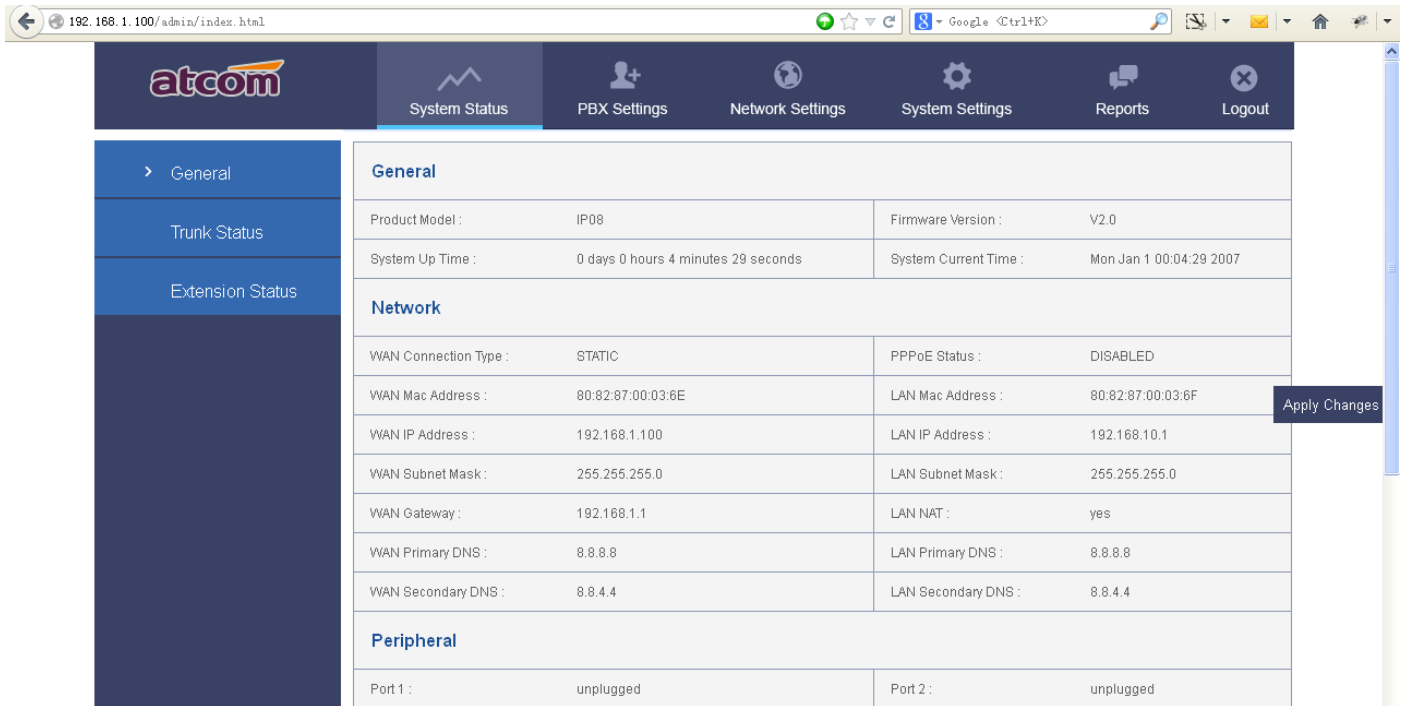 192.168.1.100/admin/index.html
8 Google <Ctrl+K>
atcom
System Status PBX Settings Network Settings System Settings Reports Logout
General
Trunk Status
Extension Status
General
Product Model : IP08 Firmware Version : V2.0
System Up Time : 0 days 0 hours 4 minutes 29 seconds System Current Time : Mon Jan 1 00:04:29 2007
Network
WAN Connection Type : STATIC PPPoE Status : DISABLED
WAN Mac Address : 80:82:87:00:03:6E LAN Mac Address : 80:82:87:00:03:6F
Apply Changes
WAN IP Address : 192.168.1.100 LAN IP Address : 192.168.10.1
WAN Subnet Mask : 255.255.255.0 LAN Subnet Mask : 255.255.255.0
WAN Gateway : 192.168.1.1 LAN NAT : yes
WAN Primary DNS : 8.8.8.8 LAN Primary DNS : 8.8.8.8
WAN Secondary DNS : 8.8.4.4 LAN Secondary DNS : 8.8.4.4
Peripheral
Port 1 : unplugged Port 2 : unplugged